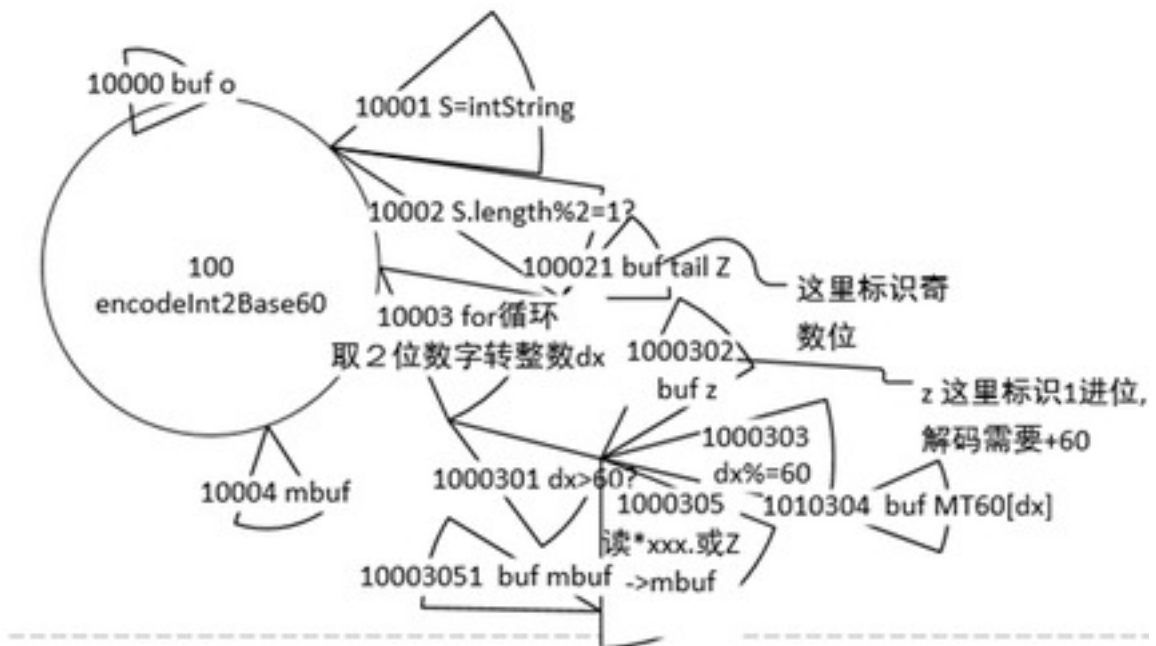 10000 buf o
10001 S=intString
10002 S.length%2=1?
100021 buf tail Z
这里标识奇
数位
100
encodeInt2Base60
10003 for循环
取２位数字转整数dx
1000302
buf z
z 这里标识1进位,
解码需要+60
1000303
dx%=60
1000301 dx>60?
10004 mbuf
1000305
1010304 buf MT60[dx]
读*xxx.或Z
->mbuf
10003051 buf mbuf